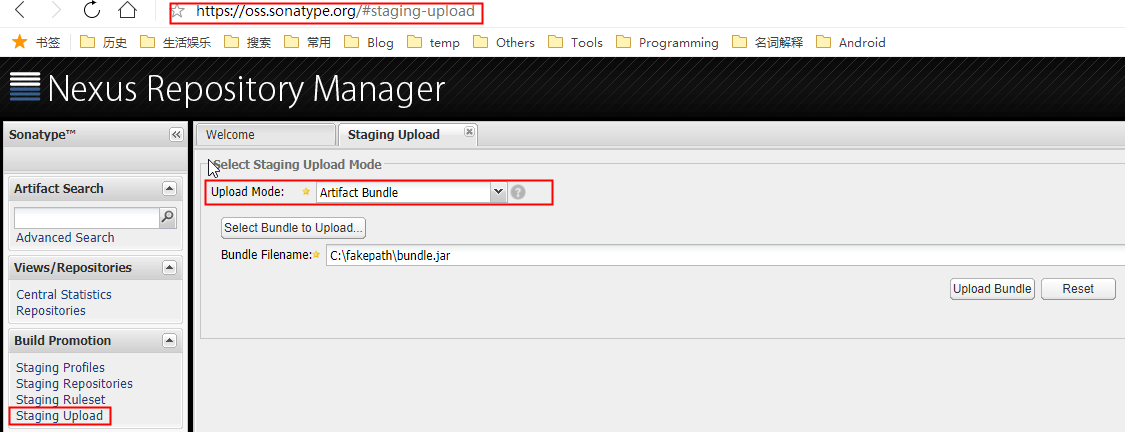 https://oss.sonatype.org/#staging-upload
书签 历史 生活娱乐 搜索 常用 Blog temp Others Tools Programming 名词解释 Android
Nexus Repository Manager
Sonatype™
Welcome Staging Upload
Select Staging Upload Mode
Artifact Search
Upload Mode: Artifact Bundle ?
Advanced Search
Select Bundle to Upload...
Bundle Filename: C:\fakepath\bundle.jar
Views/Repositories
Central Statistics
Repositories
Upload Bundle Reset
Build Promotion
Staging Profiles
Staging Repositories
Staging Ruleset
Staging Upload